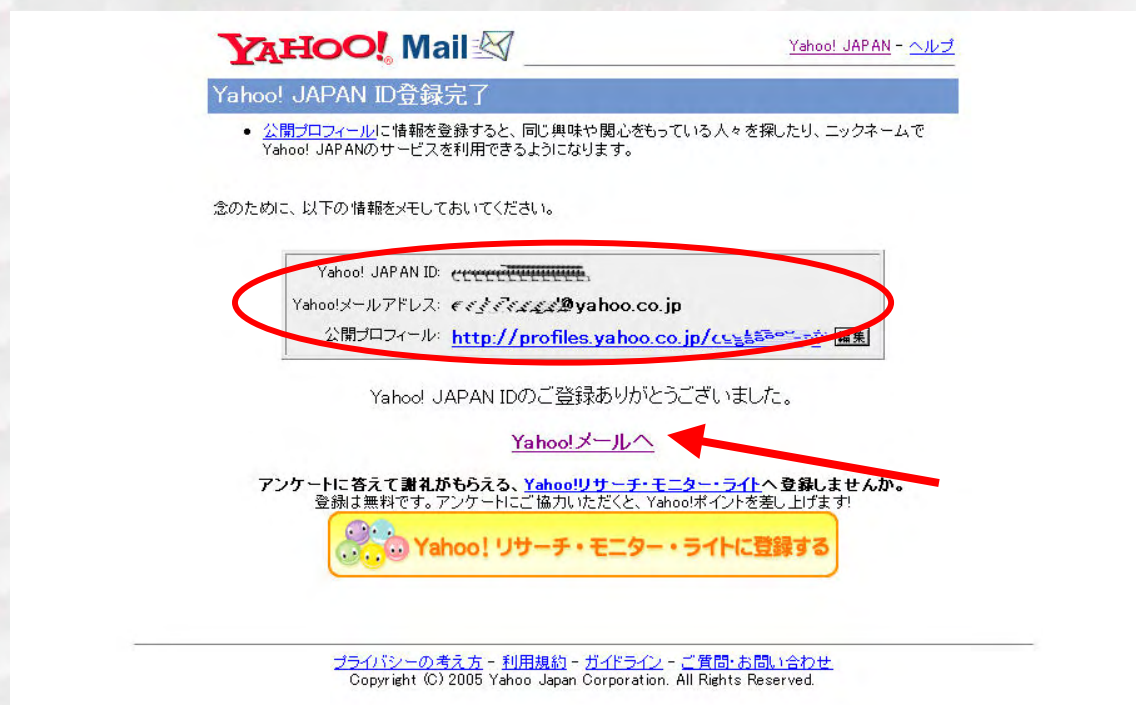 YAHOO! Mail
Yahoo! JAPAN - ヘルプ
Yahoo! JAPAN ID登録完了
• 公開プロフィールに情報を登録すると、同じ興味や関心をもっている人々を探したり、ニックネームで
Yahoo! JAPANのサービスを利用できるようになります。
念のために、以下の情報をメモしておいてください。
Yahoo! JAPAN ID:
Yahoo!メールアドレス: @yahoo.co.jp
公開プロフィール: http://profiles.yahoo.co.jp/ 編集
Yahoo! JAPAN IDのご登録ありがとうございました。
Yahoo!メールへ
アンケートに答えて謝礼がもらえる、Yahoo!リサーチ・モニター・ライトへ登録しませんか。
登録は無料です。アンケートにご協力いただくと、Yahoo!ポイントを差し上げます!
Yahoo!リサーチ・モニター・ライトに登録する
プライバシーの考え方 - 利用規約 - ガイドライン - ご質問・お問い合わせ
Copyright (C) 2005 Yahoo Japan Corporation. All Rights Reserved.